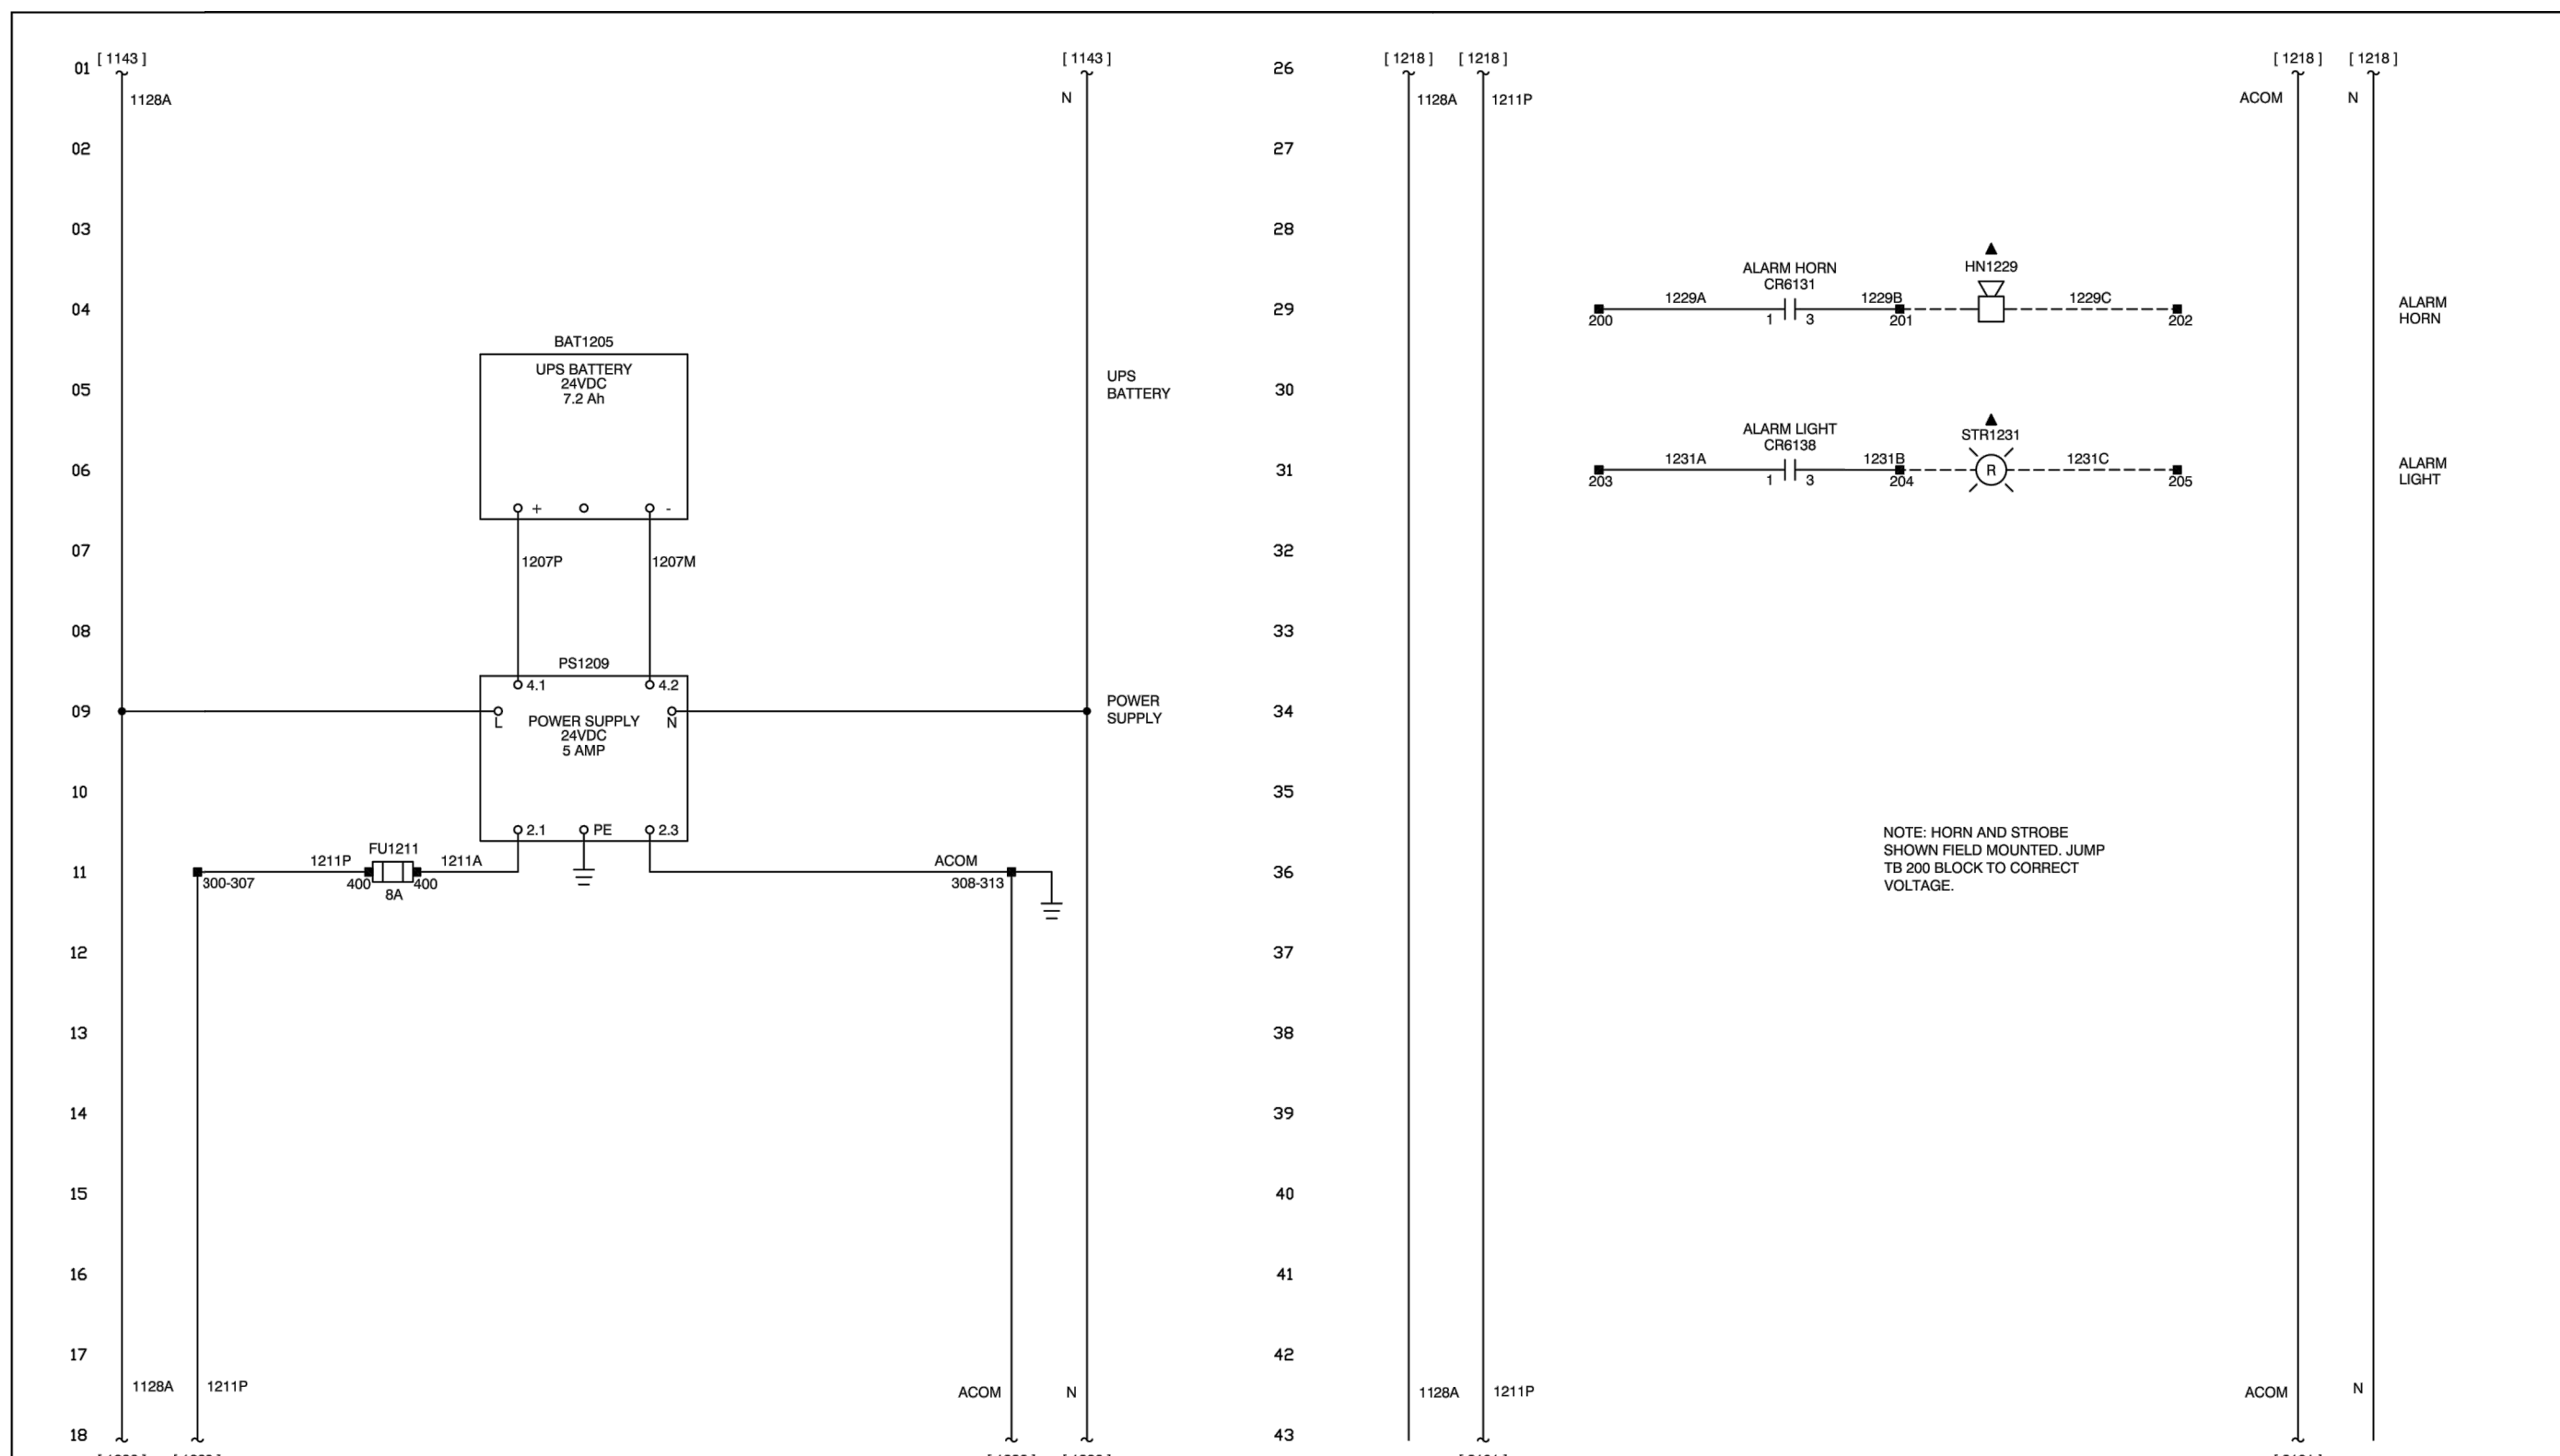 [ 1143 ]
[ 1143 ]
01
1128A
N
02
03
04
BAT1205
UPS BATTERY
24VDC
7.2 Ah
UPS
BATTERY
05
06
+
-
07
1207P
1207M
08
PS1209
4.1
4.2
09
L
POWER SUPPLY
24VDC
5 AMP
N
POWER
SUPPLY
10
2.1
PE
2.3
FU1211
1211P
1211A
ACOM
11
300-307
400
400
8A
308-313
12
13
14
15
16
17
1128A
1211P
ACOM
N
18
[ 1218 ]
[ 1218 ]
[ 1218 ]
[ 1218 ]
26
1128A
1211P
ACOM
N
27
28
ALARM HORN
CR6131
HN1229
1229A
1229B
1229C
29
200
1
3
201
202
ALARM
HORN
30
ALARM LIGHT
CR6138
STR1231
1231A
1231B
1231C
31
R
203
1
3
204
205
ALARM
LIGHT
32
33
34
35
NOTE: HORN AND STROBE
SHOWN FIELD MOUNTED. JUMP
TB 200 BLOCK TO CORRECT
VOLTAGE.
36
37
38
39
40
41
42
1128A
1211P
ACOM
N
43